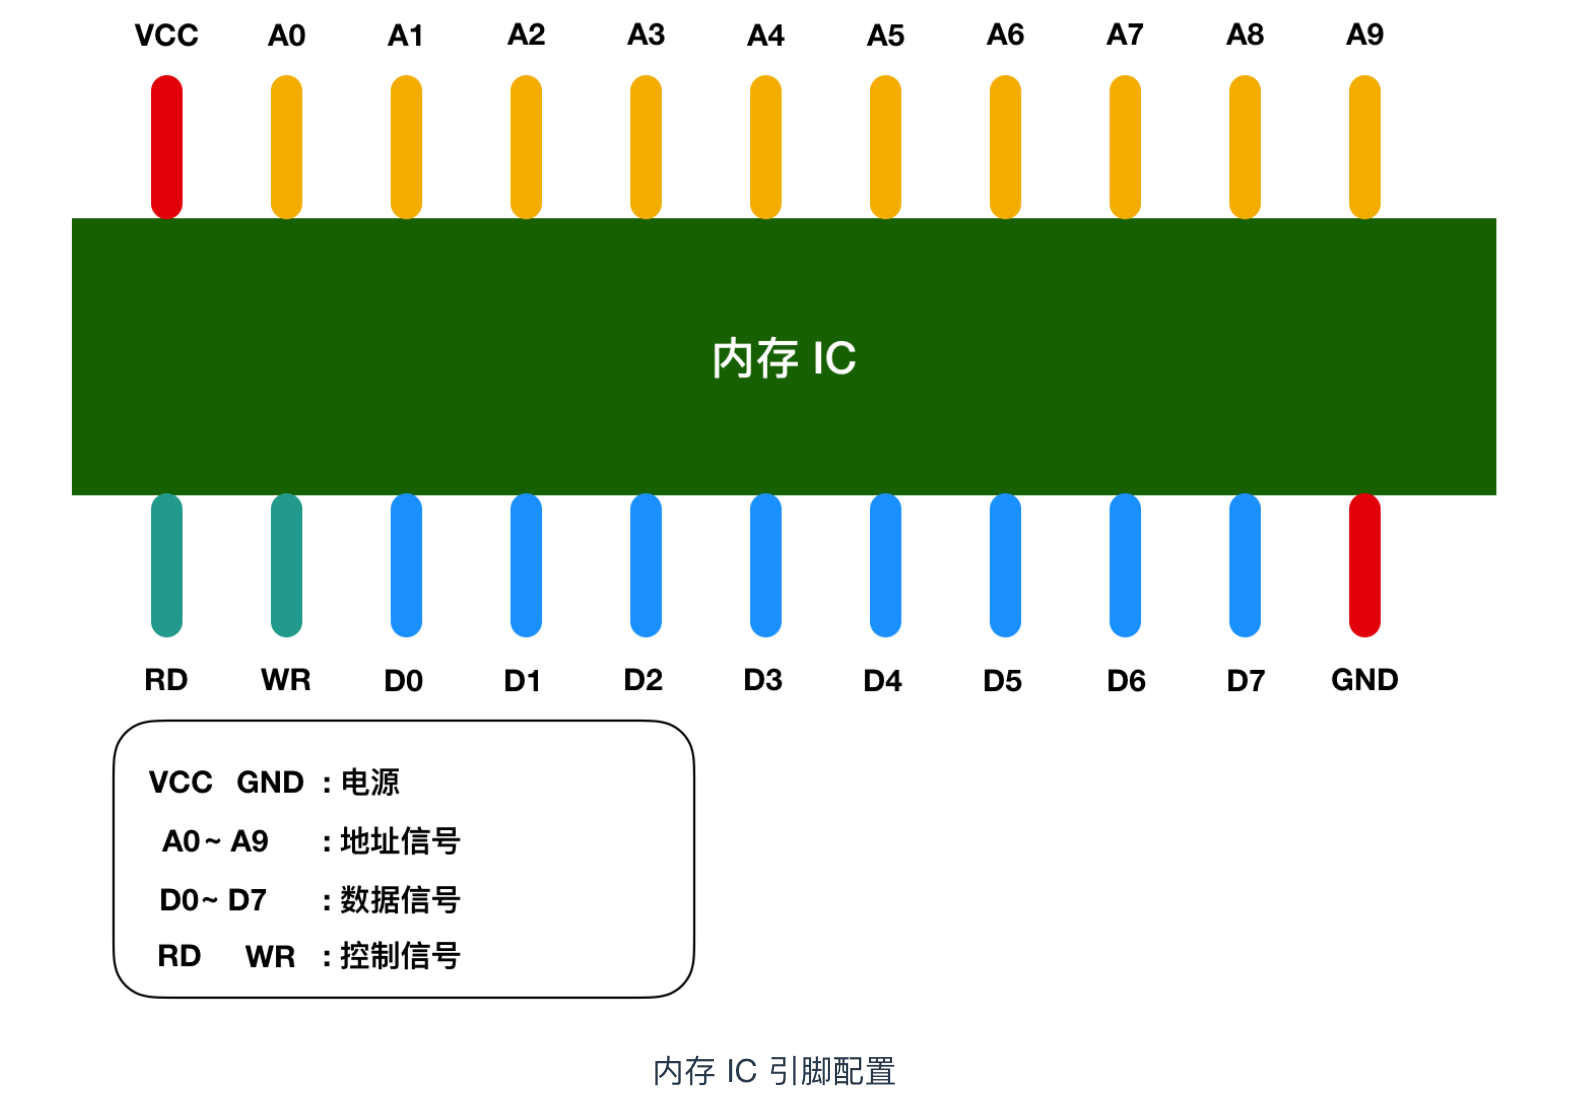 VCC A0 A1 A2 A3 A4 A5 A6 A7 A8 A9
内存 IC
RD WR D0 D1 D2 D3 D4 D5 D6 D7 GND
VCC GND : 电源
A0~ A9 : 地址信号
D0~ D7 : 数据信号
RD WR : 控制信号
内存 IC 引脚配置